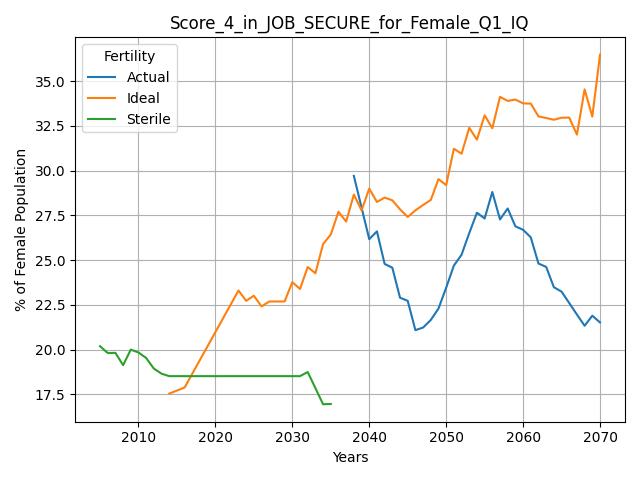 Score_4_in_JOB_SECURE_for_Female_Q1_IQ
Fertility
Actual
Ideal
Sterile
% of Female Population
35.0
32.5
30.0
27.5
25.0
22.5
20.0
17.5
2010 2020 2030 2040 2050 2060 2070
Years